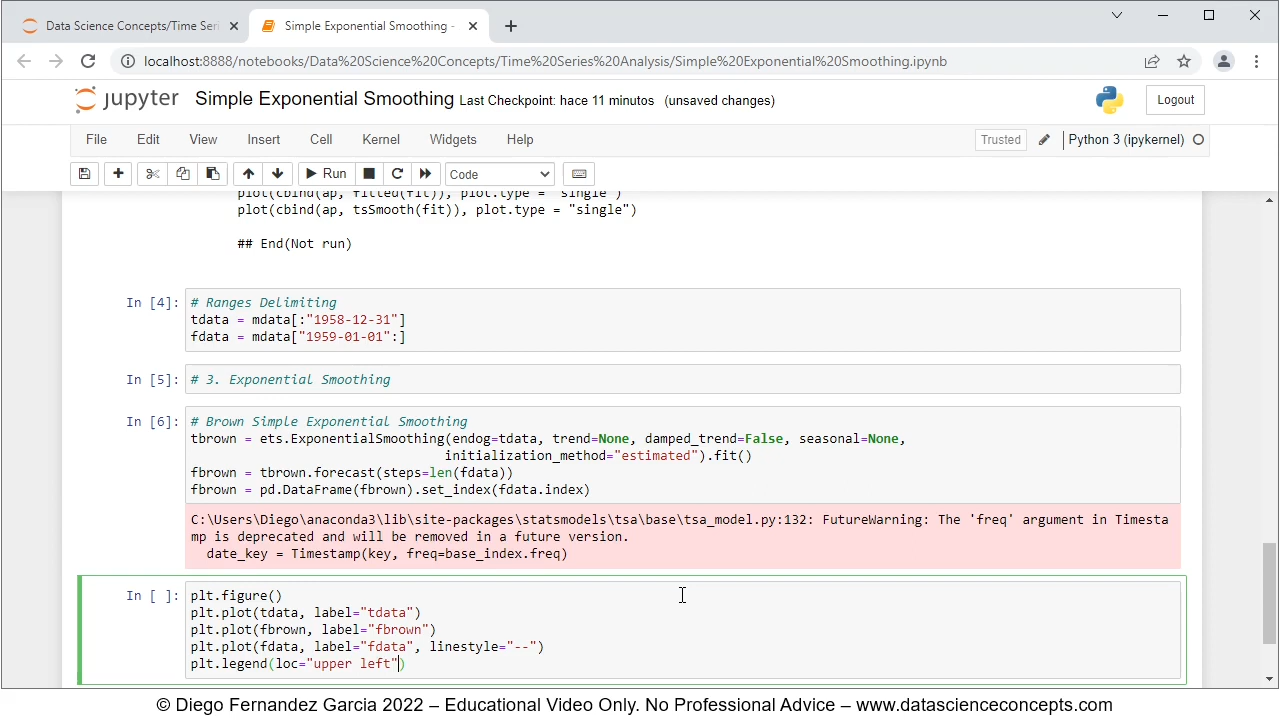 Data Science Concepts/Time Seri
Simple Exponential Smoothing -
localhost:8888/notebooks/Data%20Science%20Concepts/Time%20Series%20Analysis/Simple%20Exponential%20Smoothing.ipynb
jupyter Simple Exponential Smoothing Last Checkpoint: hace 11 minutos (unsaved changes)
Logout
File Edit View Insert Cell Kernel Widgets Help
Trusted Python 3 (ipykernel)
Run Code
plot(cbind(ap, fitted(fit)), plot.type = "single")
plot(cbind(ap, tsSmooth(fit)), plot.type = "single")
## End(Not run)
In [4]: # Ranges Delimiting
tdata = mdata[:"1958-12-31"]
fdata = mdata["1959-01-01":]
In [5]: # 3. Exponential Smoothing
In [6]: # Brown Simple Exponential Smoothing
tbrown = ets.ExponentialSmoothing(endog=tdata, trend=None, damped_trend=False, seasonal=None,
initialization_method="estimated").fit()
fbrown = tbrown.forecast(steps=len(fdata))
fbrown = pd.DataFrame(fbrown).set_index(fdata.index)
C:\Users\Diego\anaconda3\lib\site-packages\statsmodels\tsa\base\tsa_model.py:132: FutureWarning: The 'freq' argument in Timesta
mp is deprecated and will be removed in a future version.
date_key = Timestamp(key, freq=base_index.freq)
In [ ]: plt.figure()
plt.plot(tdata, label="tdata")
plt.plot(fbrown, label="fbrown")
plt.plot(fdata, label="fdata", linestyle="--")
plt.legend(loc="upper left")
© Diego Fernandez Garcia 2022 – Educational Video Only. No Professional Advice – www.datascienceconcepts.com